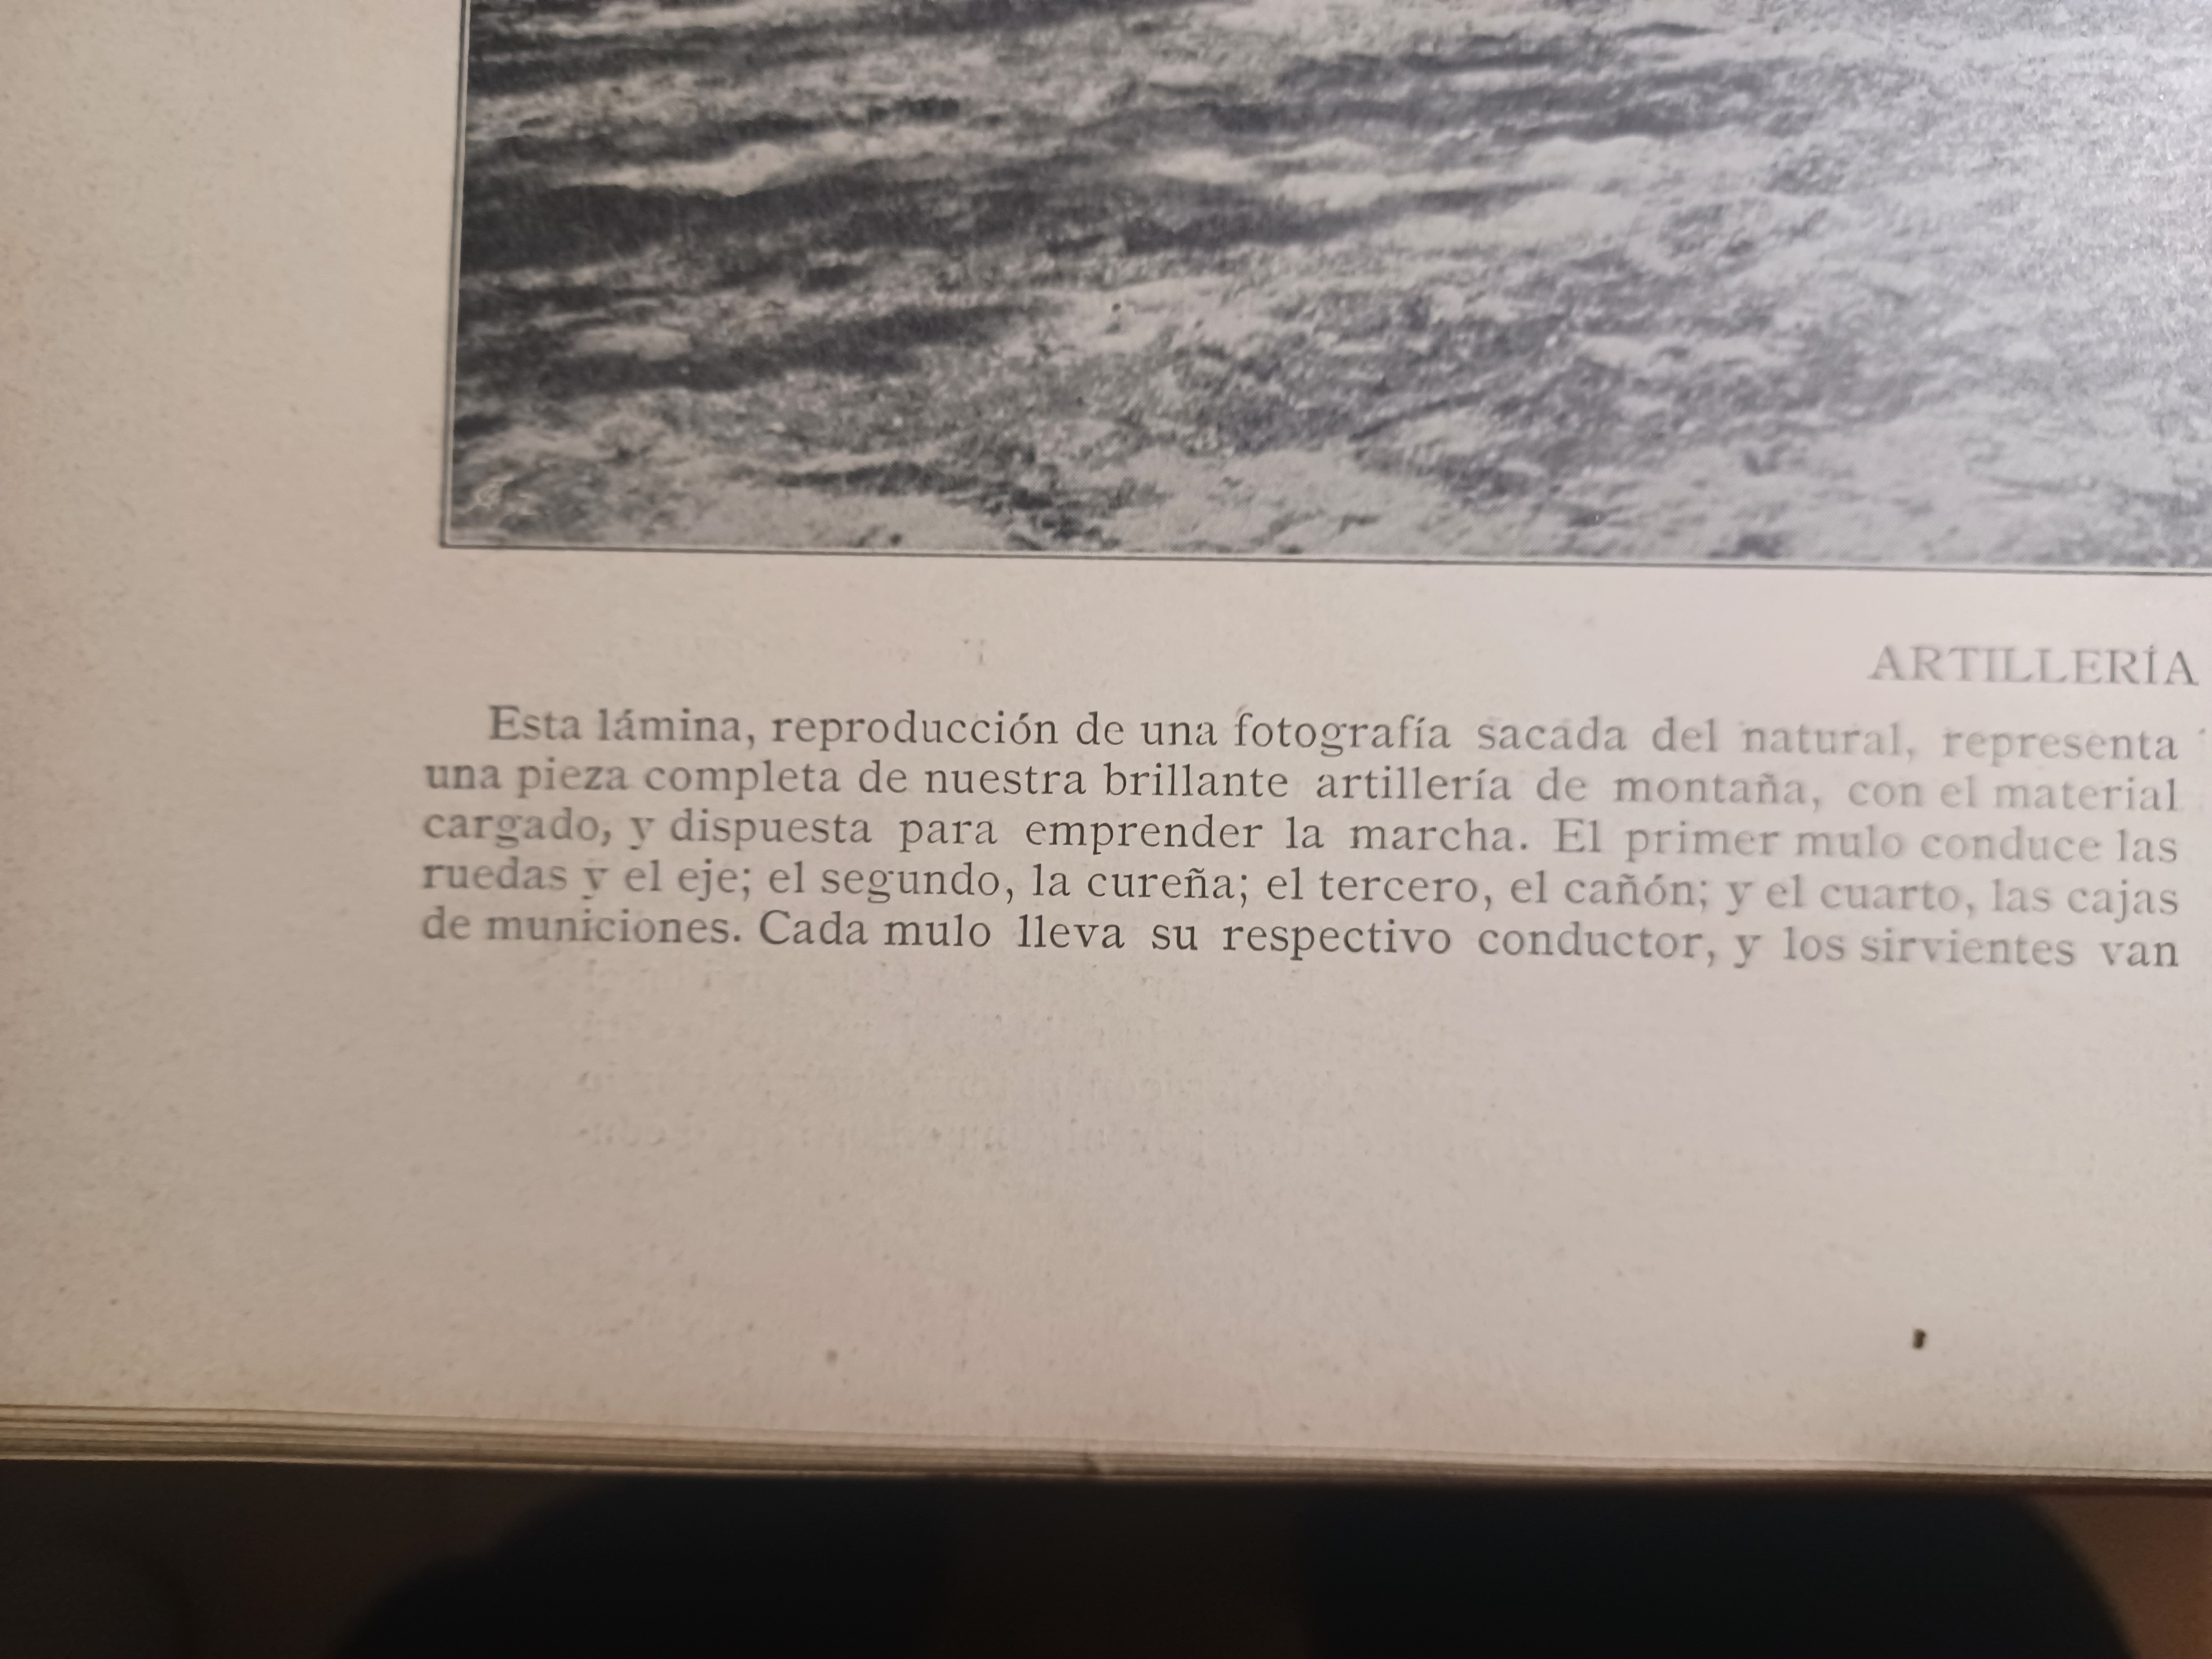 ARTILLERÍA
Esta lámina, reproducción de una fotografía sacada del natural, representa
una pieza completa de nuestra brillante artillería de montaña, con el material
cargado, y dispuesta para emprender la marcha. El primer mulo conduce las
ruedas y el eje; el segundo, la cureña; el tercero, el cañón; y el cuarto, las cajas
de municiones. Cada mulo lleva su respectivo conductor, y los sirvientes van